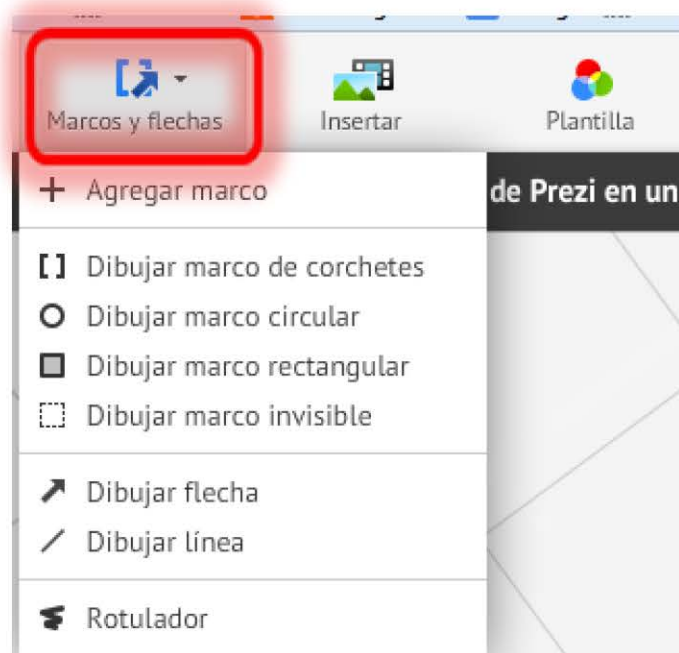 Marcos y flechas
Insertar
Plantilla
Agregar marco
de Prezi en un
Dibujar marco de corchetes
Dibujar marco circular
Dibujar marco rectangular
Dibujar marco invisible
Dibujar flecha
Dibujar línea
Rotulador